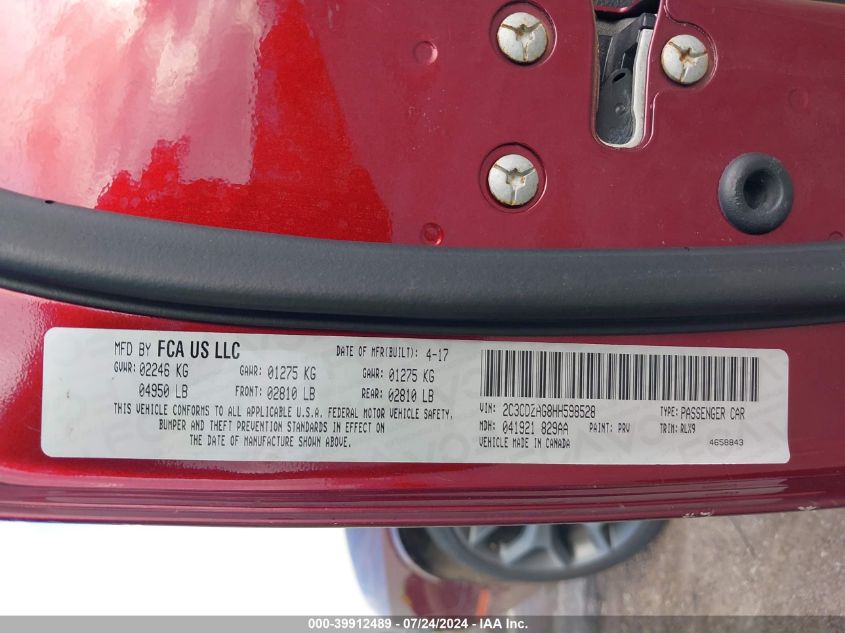 MFD BY FCA US LLC
DATE OF MFR(BUILT): 4-17
GVWR: 02246 KG GAWR: 01275 KG GAWR: 01275 KG
04950 LB FRONT: 02810 LB REAR: 02810 LB
THIS VEHICLE CONFORMS TO ALL APPLICABLE U.S.A. FEDERAL MOTOR VEHICLE SAFETY,
BUMPER AND THEFT PREVENTION STANDARDS IN EFFECT ON
THE DATE OF MANUFACTURE SHOWN ABOVE.
VIN: 2C3CDZAG8HH598528 TYPE: PASSENGER CAR
MDH: 041921 829AA PAINT: PRV TRIM: RLX9
VEHICLE MADE IN CANADA 4658843
000-39912489 - 07/24/2024 - IAA Inc.